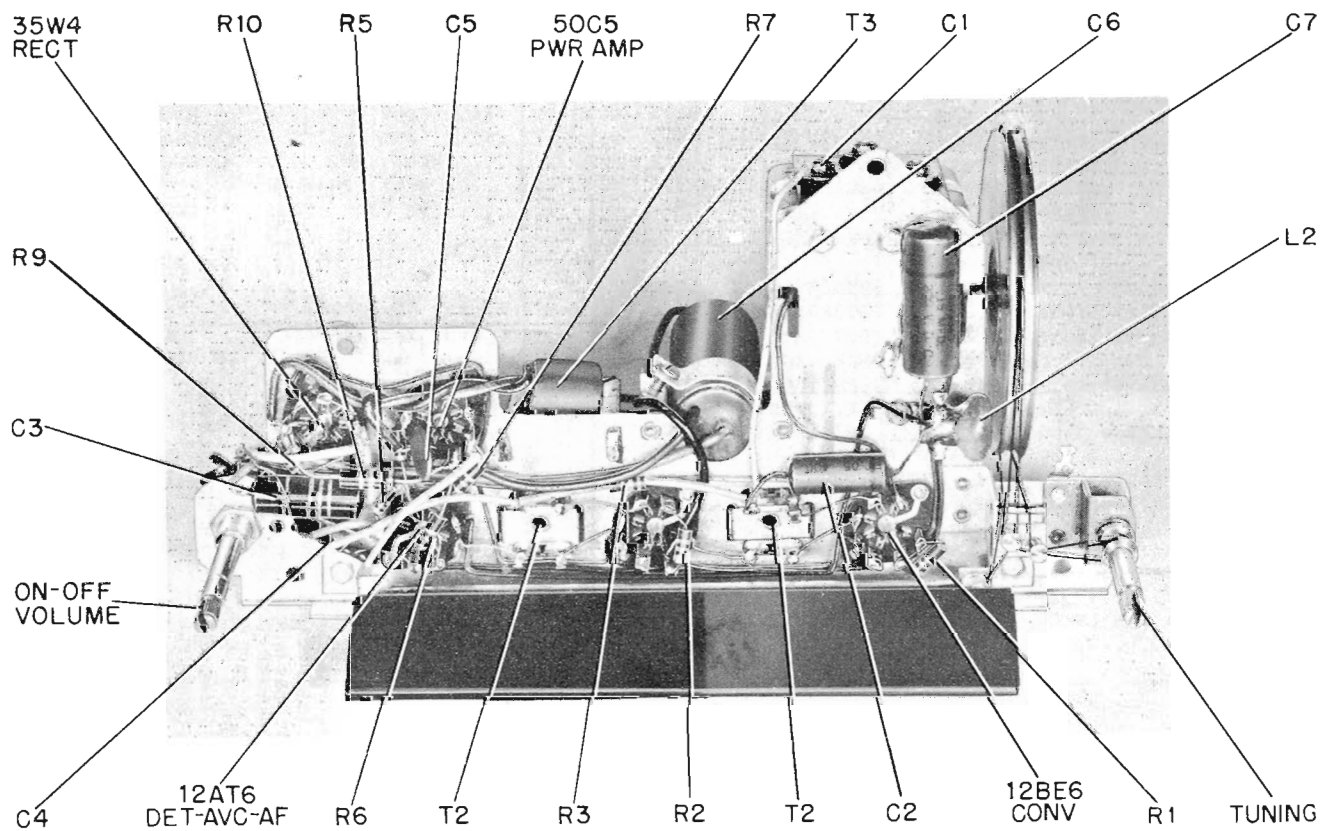 35W4 R10 R5 C5 50C5 R7 T3 C1 C6 C7
RECT PWR AMP
L2
R9
C3
ON-OFF
VOLUME
12AT6 12BE6
C4 DET-AVC-AF R6 T2 R3 R2 T2 C2 CONV R1 TUNING